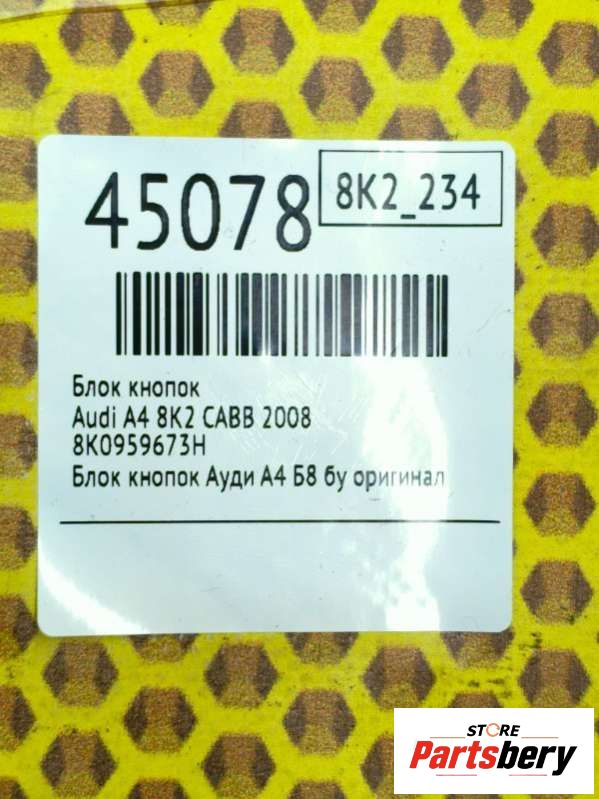 45078
8K2_234
Блок кнопок
Audi A4 8K2 CABB 2008
8K0959673H
Блок кнопок Ауди А4 Б8 бу оригинал
STORE
Partsbery